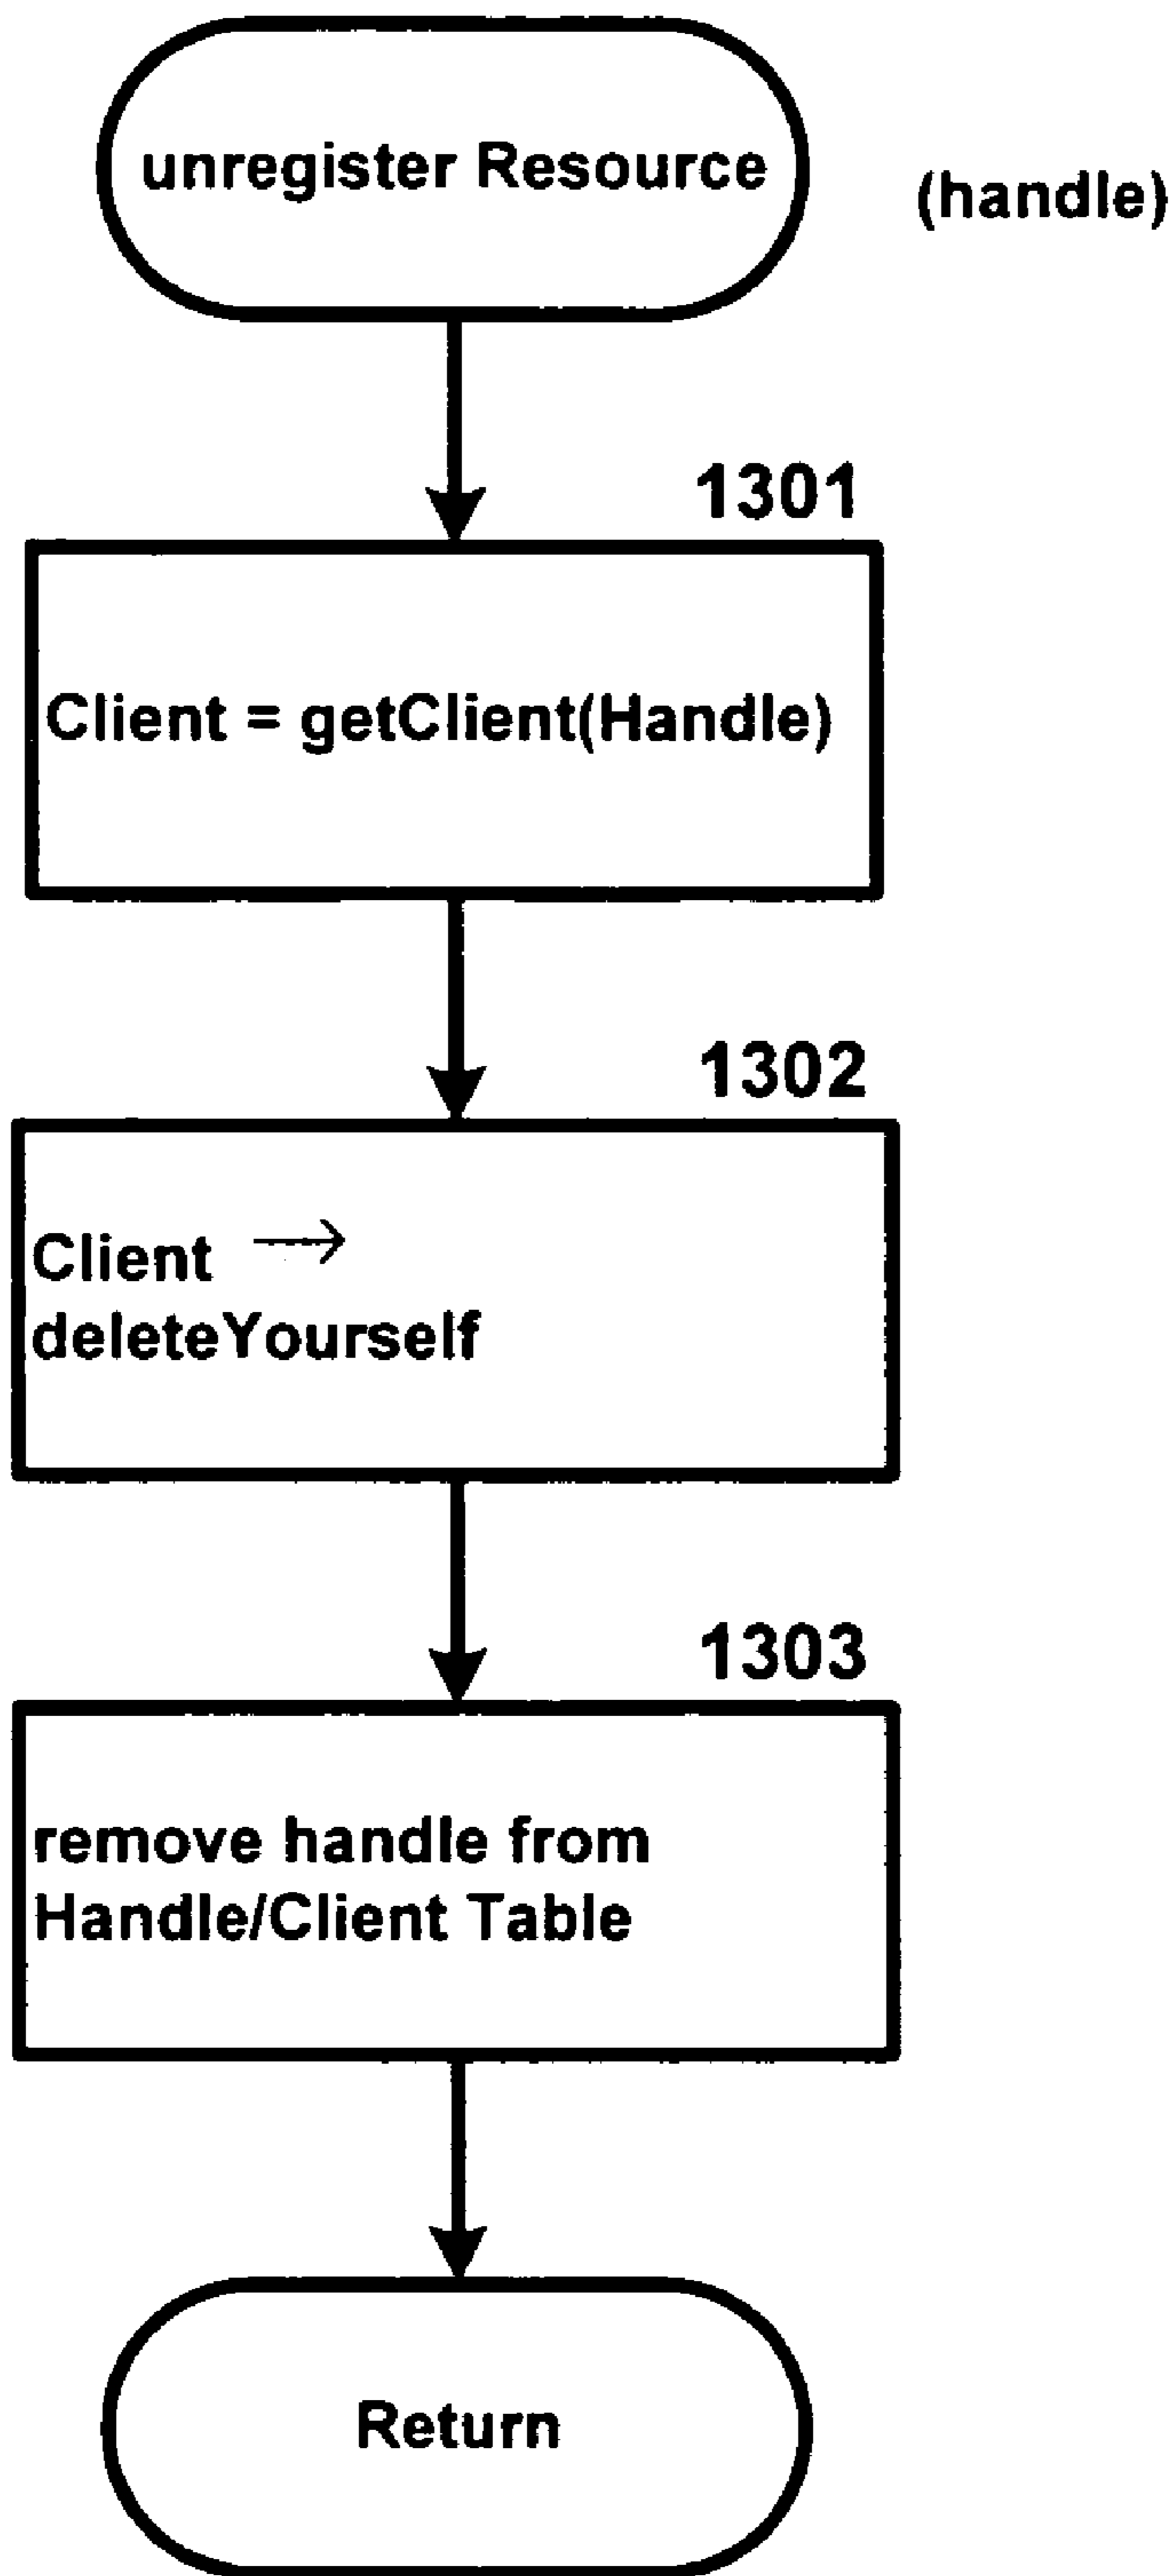 unregister Resource
(handle)
1301
Client = getClient(Handle)
1302
Client →
deleteYourself
1303
remove handle from
Handle/Client Table
Return